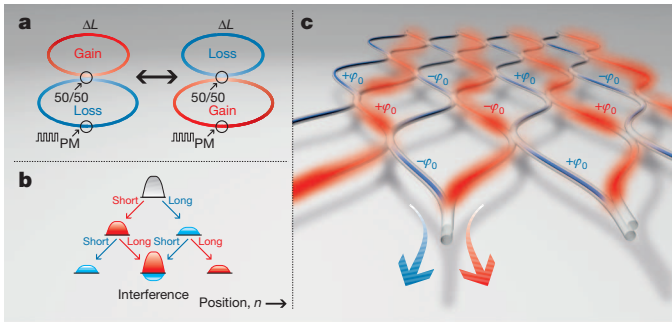 a
ΔL
ΔL
Gain
Loss
50/50
50/50
Loss
Gain
PM
PM
b
Short
Long
Short
Long
Short
Long
Interference
Position, n
c
+φ0
−φ0
+φ0
−φ0
+φ0
−φ0
+φ0
−φ0
+φ0